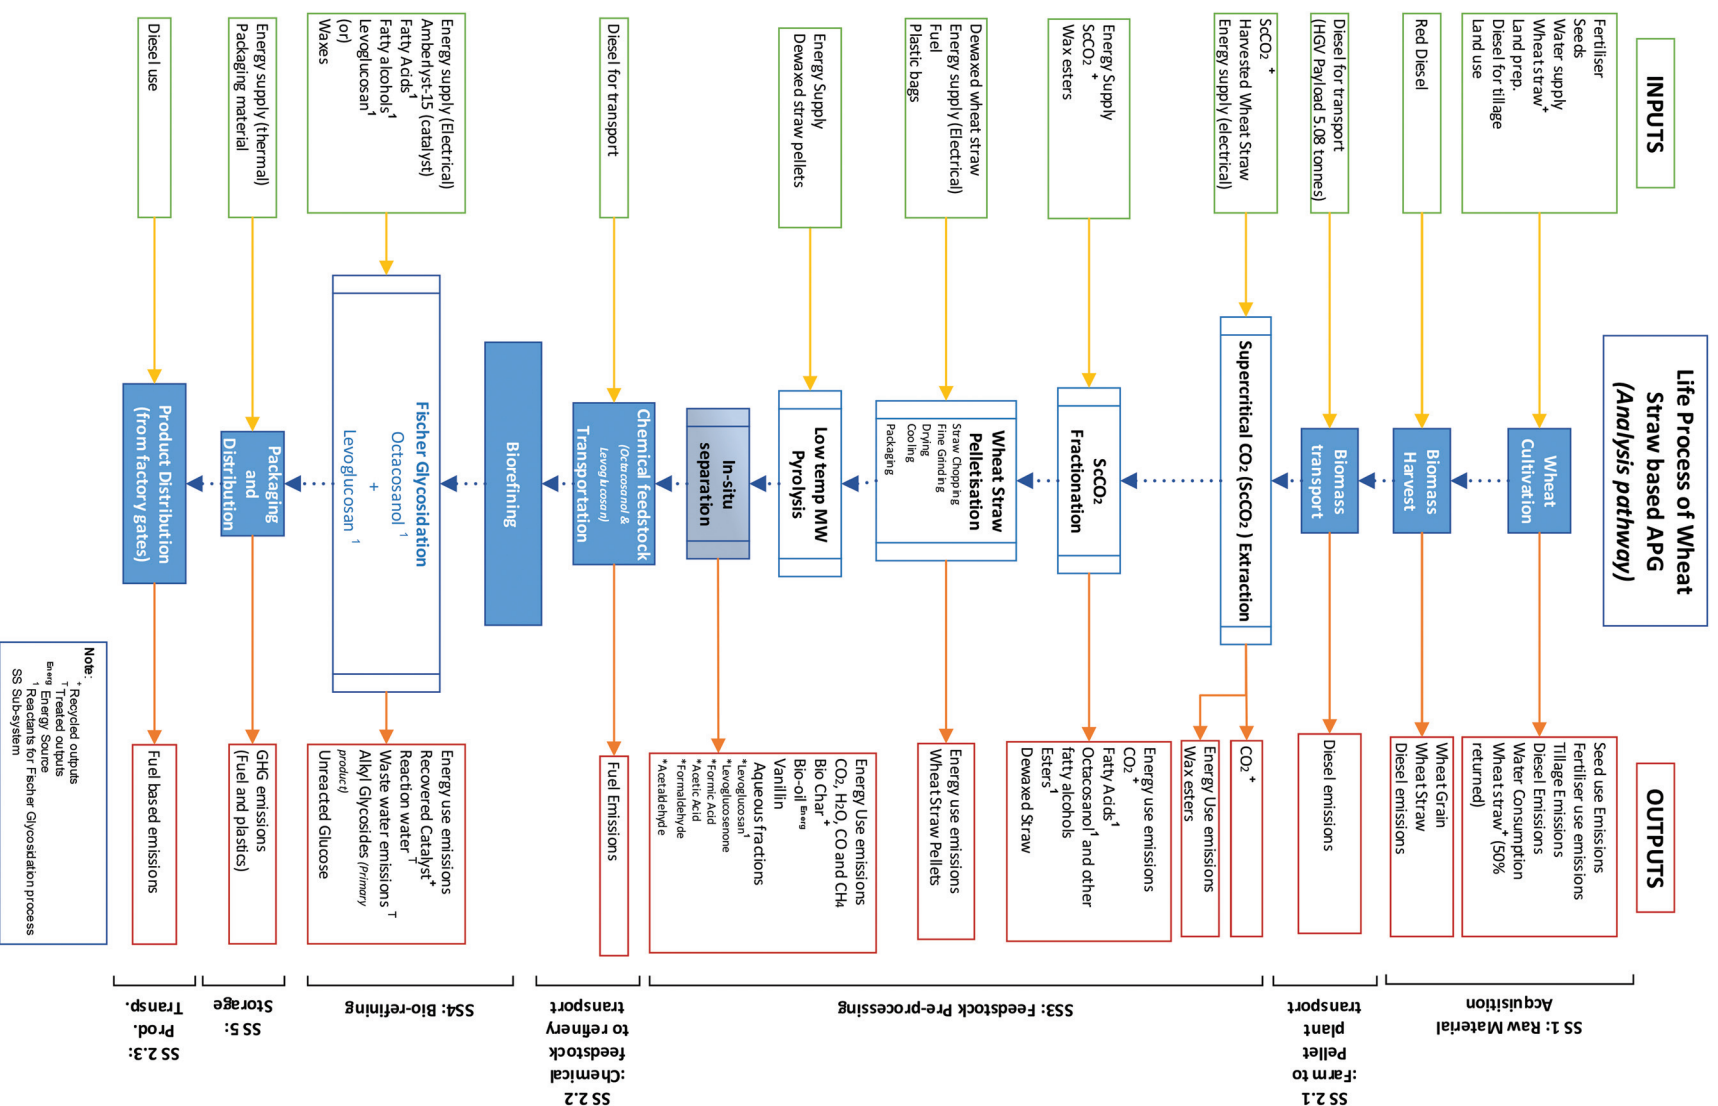 Life Process of Wheat
Straw based APG
(Analysis pathway)
INPUTS
OUTPUTS
Fertiliser
Seeds
Water supply
Wheat straw⁺
Land prep.
Diesel for tillage
Land use
Wheat
Cultivation
Seed use Emissions
Fertiliser use emissions
Tillage Emissions
Diesel Emissions
Water Consumption
Wheat straw⁺ (50%
returned)
Red Diesel
Biomass
Harvest
Wheat Grain
Wheat Straw
Diesel emissions
SS 1: Raw Material
Acquisition
Diesel for transport
(HGV Payload 5.08 tonnes)
Biomass
transport
Diesel emissions
SS 2.1
:Farm to
Pellet
plant
transport
ScCO₂ ⁺
Harvested Wheat Straw
Energy supply (electrical)
Supercritical CO₂ (ScCO₂ ) Extraction
CO₂ ⁺
Energy Use emissions
Wax esters
Energy Supply
ScCO₂ ⁺
Wax esters
ScCO₂
Fractionation
Energy use emissions
CO₂ ⁺
Fatty Acids¹
Octacosanol¹ and other
fatty alcohols
Esters¹
Dewaxed Straw
Dewaxed wheat straw
Energy supply (Electrical)
Fuel
Plastic bags
Wheat Straw
Pelletisation
Straw Chopping
Fine Grinding
Drying
Cooling
Packaging
Energy use emissions
Wheat Straw Pellets
Energy Supply
Dewaxed straw pellets
Low temp MW
Pyrolysis
In-situ
separation
Energy Use emissions
CO₂, H₂O, CO and CH₄
Bio Char ⁺
Bio-oil ᴱⁿᵉʳᵍ
Vanillin
Aqueous fractions
*Levoglucosan¹
*Levoglucosenone
*Formic Acid
*Acetic Acid
*Formaldehyde
*Acetaldehyde
SS3: Feedstock Pre-processing
Diesel for transport
Chemical feedstock
(Octacosanol &
Levoglucosan)
Transportation
Fuel Emissions
SS 2.2
:Chemical
feedstock
to refinery
transport
Biorefining
Energy supply (Electrical)
Amberlyst-15 (catalyst)
Fatty Acids¹
Fatty alcohols¹
Levoglucosan¹
(or)
Waxes
Fischer Glycosidation
Octacosanol ¹
+
Levoglucosan ¹
Energy use emissions
Recovered Catalyst⁺
Reaction water ᵀ
Waste water emissions ᵀ
Alkyl Glycosides (Primary
product)
Unreacted Glucose
SS4: Bio-refining
Energy supply (thermal)
Packaging material
Packaging
and
Distribution
GHG emissions
(Fuel and plastics)
SS 5:
Storage
Diesel use
Product Distribution
(from factory gates)
Fuel based emissions
SS 2.3:
Prod.
Transp.
Note:
⁺ Recycled outputs
ᵀ Treated outputs
ᴱⁿᵉʳᵍ Energy Source
¹ Reactants for Fischer Glycosidation process
SS Sub-system